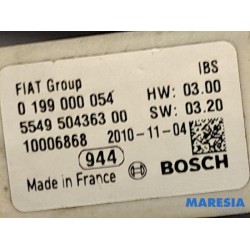 IBS
FIAT Group
HW: 03.00
0 199 000 054
SW: 03.20
5549 504363 00
10006868 2010-11-04
944
BOSCH
Made in France
MARESIA